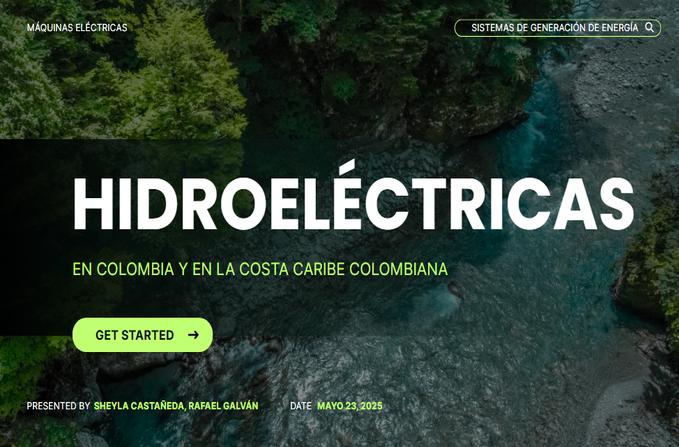 MÁQUINAS ELÉCTRICAS
SISTEMAS DE GENERACIÓN DE ENERGÍA
HIDROELÉCTRICAS
EN COLOMBIA Y EN LA COSTA CARIBE COLOMBIANA
GET STARTED
PRESENTED BY SHEYLA CASTAÑEDA, RAFAEL GALVÁN
DATE MAYO 23, 2025